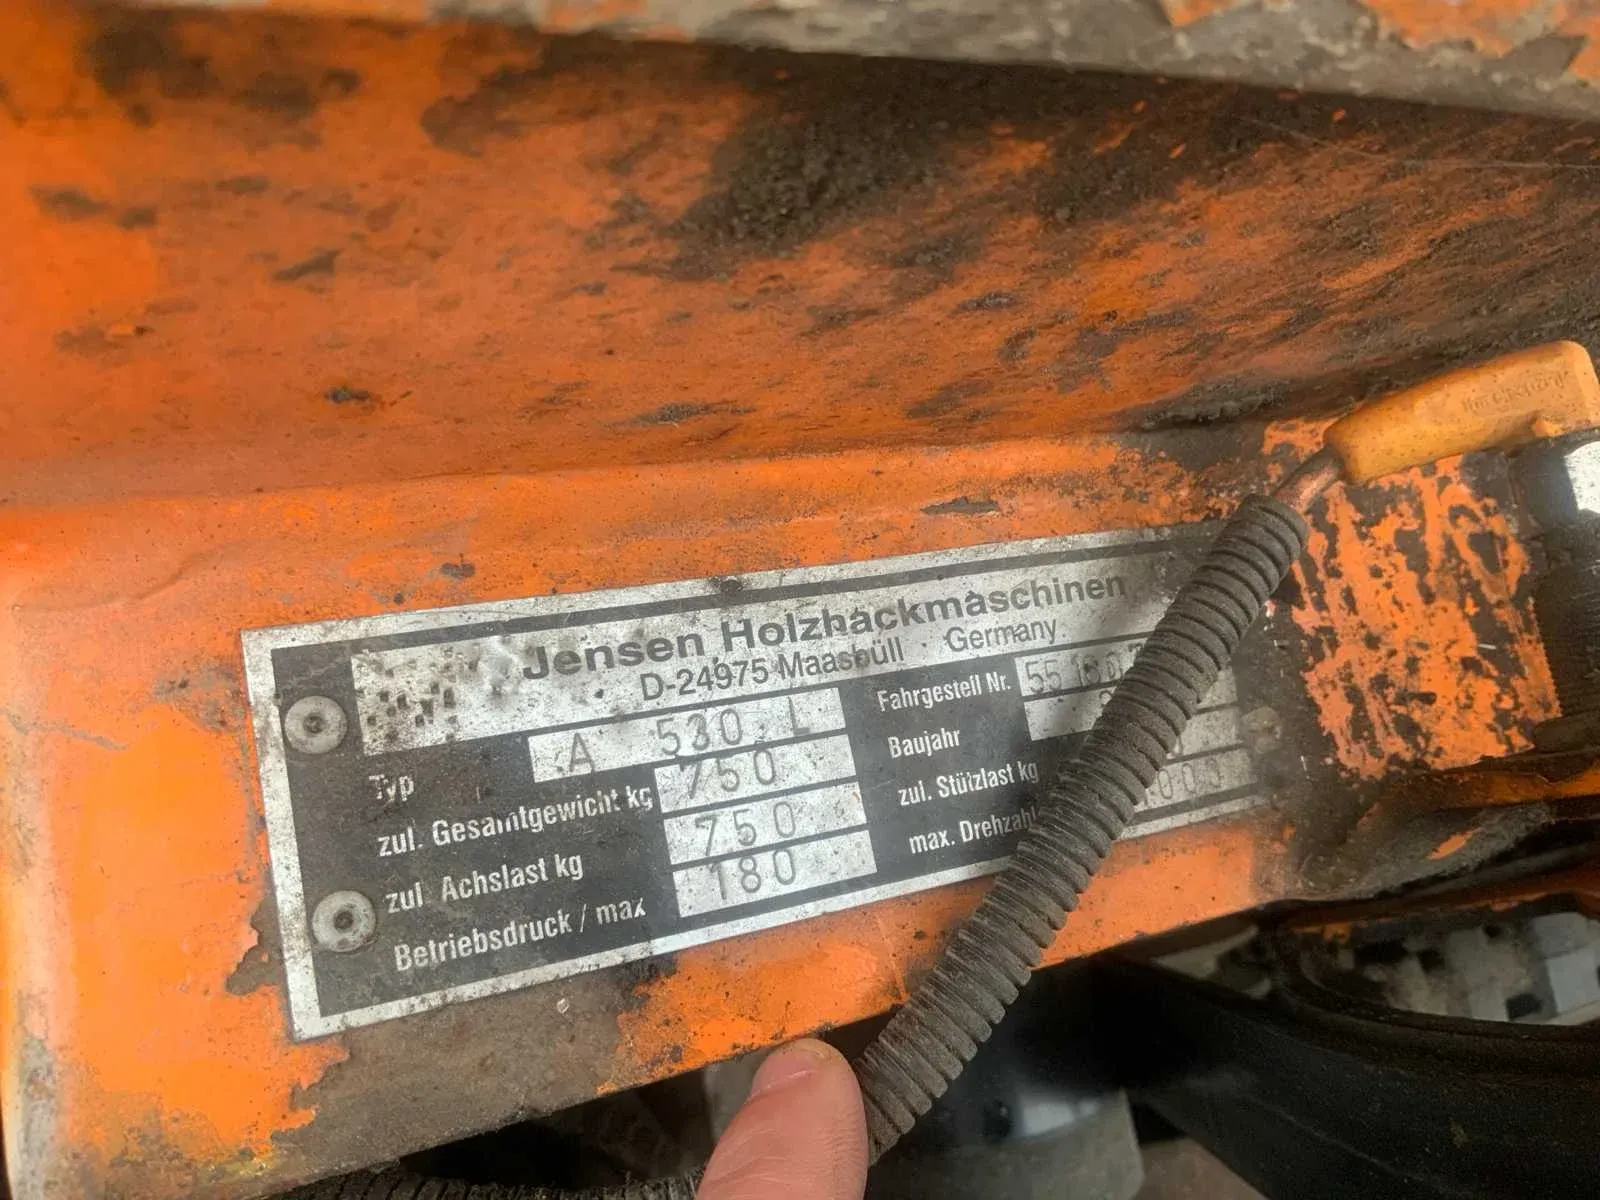 Jensen Holzhackmaschinen
D-24975 Maasbüll · Germany
Typ A 530 L
zul. Gesamtgewicht kg 750
zul Achslast kg 750
Betriebsdruck / max 180
Fahrgestell Nr.
Baujahr
zul. Stützlast kg
max. Drehzahl